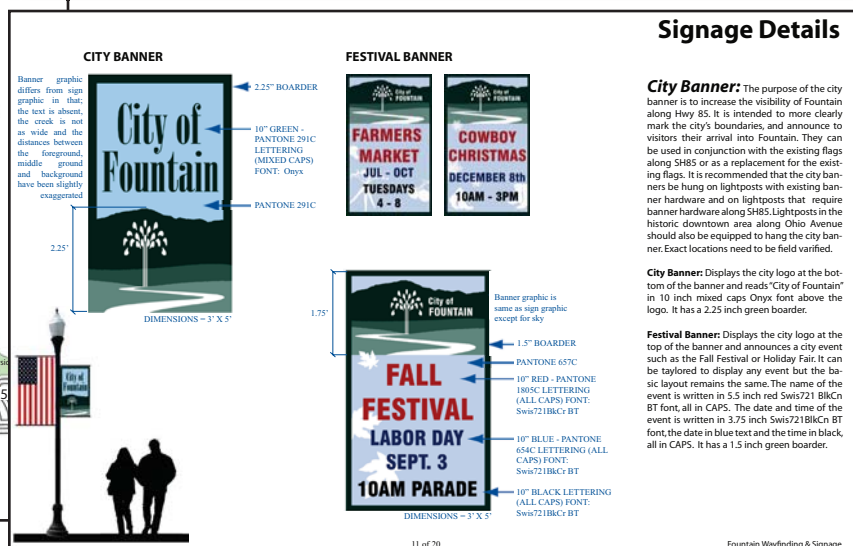 Signage Details
CITY BANNER
Banner graphic
differs from sign
graphic in that;
the text is absent,
the creek is not
as wide and the
distances between
the foreground,
middle ground
and background
have been slightly
exaggerated
2.25'
City of
Fountain
2.25" BOARDER
10" GREEN -
PANTONE 291C
LETTERING
(MIXED CAPS)
FONT: Onyx
PANTONE 291C
DIMENSIONS = 3' X 5'
FESTIVAL BANNER
City of
FOUNTAIN
FARMERS
MARKET
JUL - OCT
TUESDAYS
4 - 8
City of
FOUNTAIN
COWBOY
CHRISTMAS
DECEMBER 8th
10AM - 3PM
1.75'
City of
FOUNTAIN
FALL
FESTIVAL
LABOR DAY
SEPT. 3
10AM PARADE
Banner graphic is
same as sign graphic
except for sky
1.5" BOARDER
PANTONE 657C
10" RED - PANTONE
1805C LETTERING
(ALL CAPS) FONT:
Swis721BkCr BT
10" BLUE - PANTONE
654C LETTERING (ALL
CAPS) FONT:
Swis721BkCr BT
10" BLACK LETTERING
(ALL CAPS) FONT:
Swis721BkCr BT
DIMENSIONS = 3' X 5'
City of
Fountain
City Banner: The purpose of the city
banner is to increase the visibility of Fountain
along Hwy 85. It is intended to more clearly
mark the city's boundaries, and announce to
visitors their arrival into Fountain. They can
be used in conjunction with the existing flags
along SH85 or as a replacement for the exist-
ing flags. It is recommended that the city ban-
ners be hung on lightposts with existing ban-
ner hardware and on lightposts that require
banner hardware along SH85. Lightposts in the
historic downtown area along Ohio Avenue
should also be equipped to hang the city ban-
ner. Exact locations need to be field varified.
City Banner: Displays the city logo at the bot-
tom of the banner and reads "City of Fountain"
in 10 inch mixed caps Onyx font above the
logo. It has a 2.25 inch green boarder.
Festival Banner: Displays the city logo at the
top of the banner and announces a city event
such as the Fall Festival or Holiday Fair. It can
be taylored to display any event but the ba-
sic layout remains the same. The name of the
event is written in 5.5 inch red Swis721 BlkCn
BT font, all in CAPS. The date and time of the
event is written in 3.75 inch Swis721BlkCn BT
font, the date in blue text and the time in black,
all in CAPS. It has a 1.5 inch green boarder.
11 of 20
Fountain Wayfinding & Signage